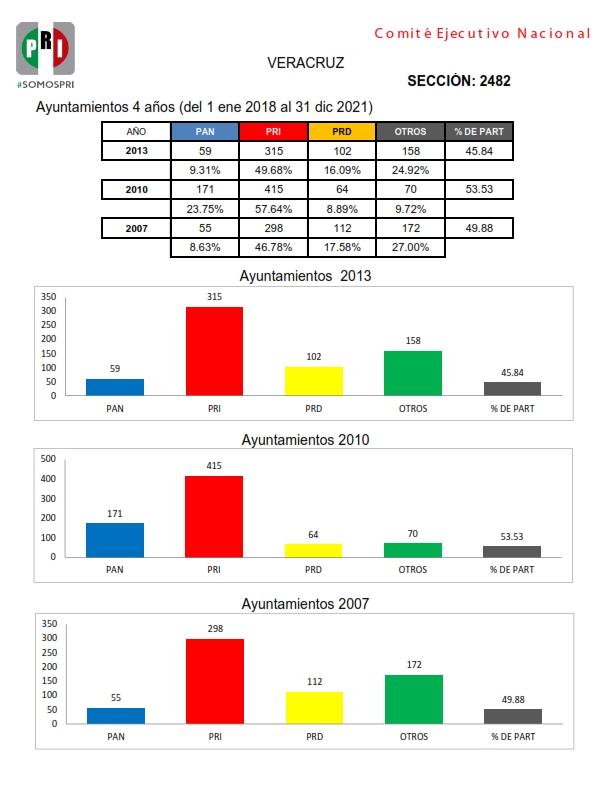 PRI
#SOMOSPRI
Comité Ejecutivo Nacional
VERACRUZ
SECCIÓN: 2482
Ayuntamientos 4 años (del 1 ene 2018 al 31 dic 2021)
AÑO PAN PRI PRD OTROS % DE PART
2013 59 315 102 158 45.84
9.31% 49.68% 16.09% 24.92%
2010 171 415 64 70 53.53
23.75% 57.64% 8.89% 9.72%
2007 55 298 112 172 49.88
8.63% 46.78% 17.58% 27.00%
Ayuntamientos 2013
350
300
250
200
150
100
50
0
59 315 102 158 45.84
PAN PRI PRD OTROS % DE PART
Ayuntamientos 2010
500
400
300
200
100
0
171 415 64 70 53.53
PAN PRI PRD OTROS % DE PART
Ayuntamientos 2007
350
300
250
200
150
100
50
0
55 298 112 172 49.88
PAN PRI PRD OTROS % DE PART